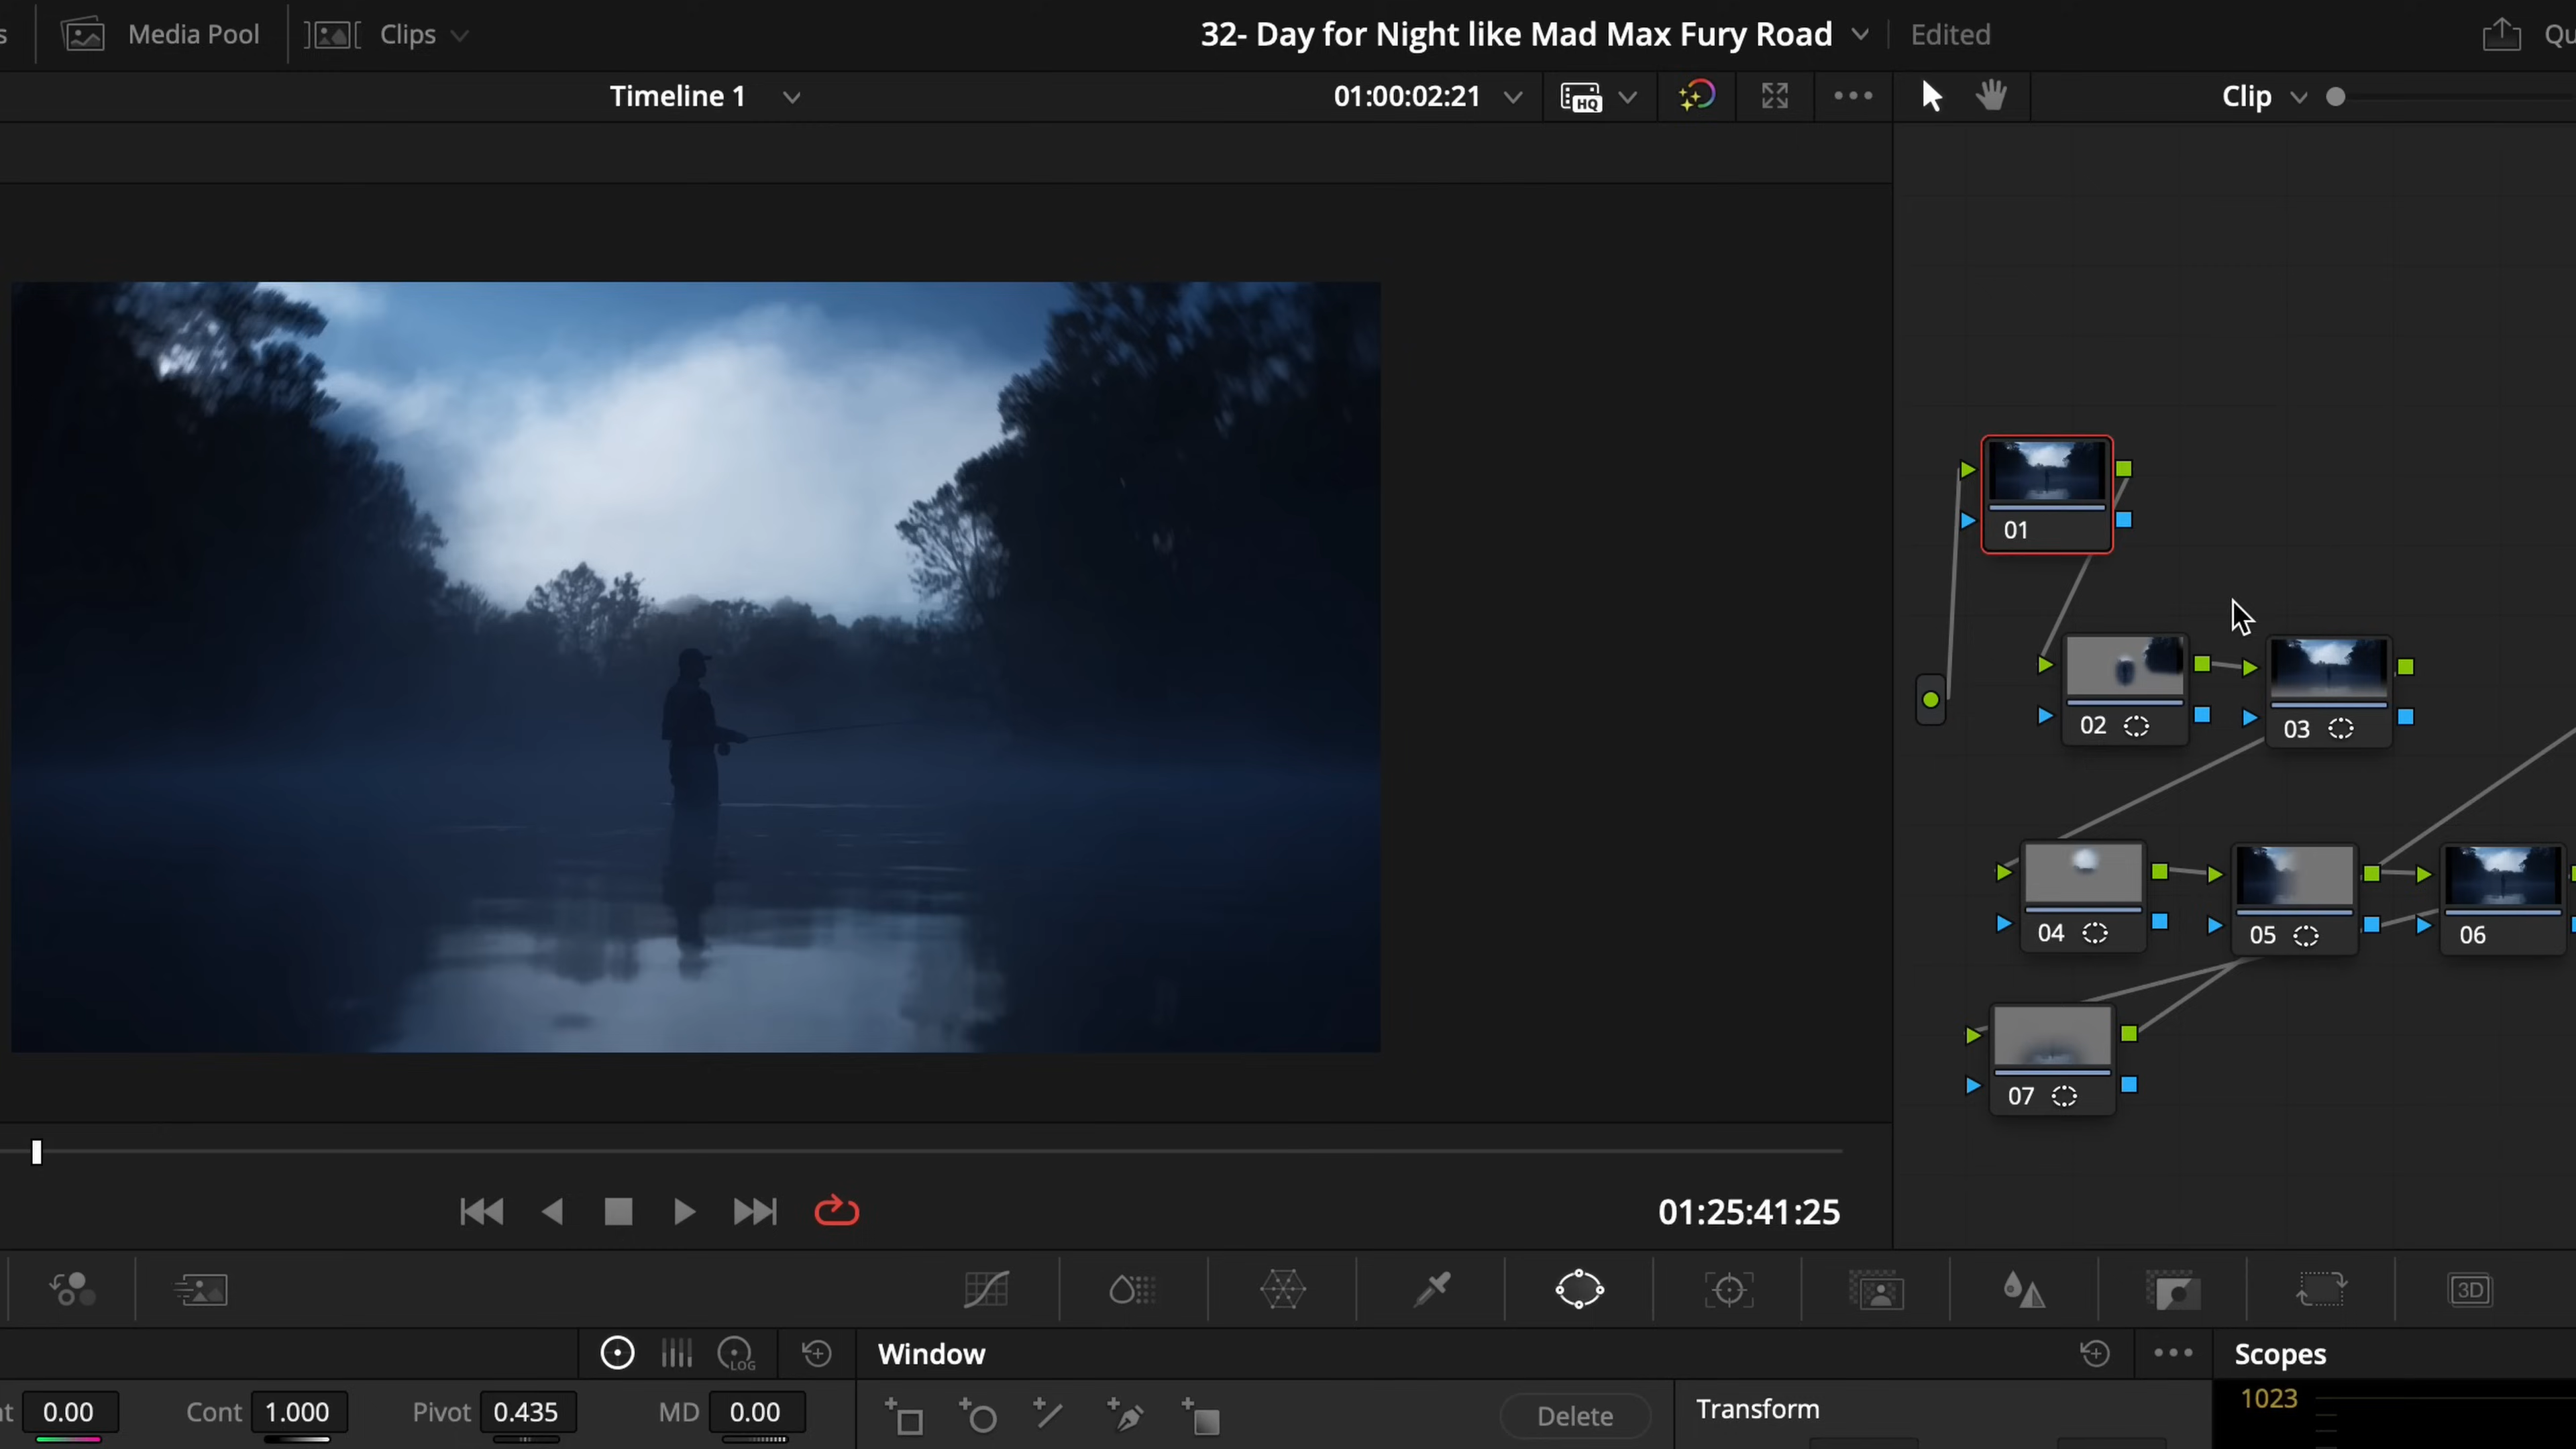 Media Pool
Clips
32- Day for Night like Mad Max Fury Road
Edited
Timeline 1
01:00:02:21
HQ
Clip
01
02
03
04
05
06
07
01:25:41:25
3D
LOG
Window
Scopes
0.00
Cont
1.000
Pivot
0.435
MD
0.00
Delete
Transform
1023